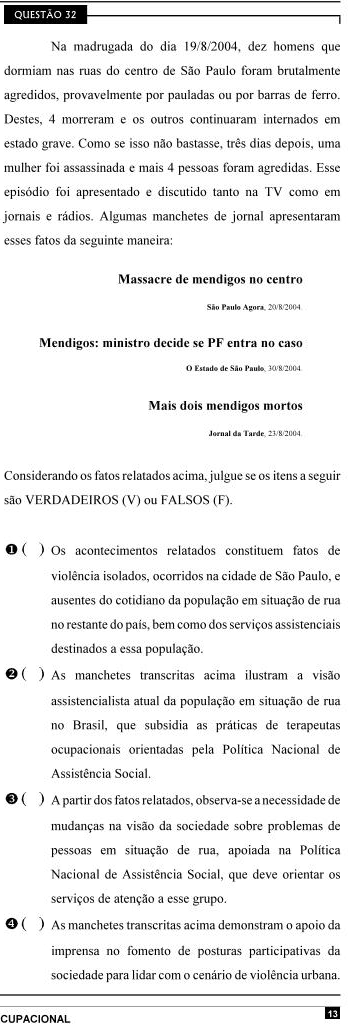 QUESTÃO 32
Na madrugada do dia 19/8/2004, dez homens que
dormiam nas ruas do centro de São Paulo foram brutalmente
agredidos, provavelmente por pauladas ou por barras de ferro.
Destes, 4 morreram e os outros continuaram internados em
estado grave. Como se isso não bastasse, três dias depois, uma
mulher foi assassinada e mais 4 pessoas foram agredidas. Esse
episódio foi apresentado e discutido tanto na TV como em
jornais e rádios. Algumas manchetes de jornal apresentaram
esses fatos da seguinte maneira:
Massacre de mendigos no centro
São Paulo Agora, 20/8/2004.
Mendigos: ministro decide se PF entra no caso
O Estado de São Paulo, 30/8/2004.
Mais dois mendigos mortos
Jornal da Tarde, 23/8/2004.
Considerando os fatos relatados acima, julgue se os itens a seguir
são VERDADEIROS (V) ou FALSOS (F).
❶ ( ) Os acontecimentos relatados constituem fatos de
violência isolados, ocorridos na cidade de São Paulo, e
ausentes do cotidiano da população em situação de rua
no restante do país, bem como dos serviços assistenciais
destinados a essa população.
❷ ( ) As manchetes transcritas acima ilustram a visão
assistencialista atual da população em situação de rua
no Brasil, que subsidia as práticas de terapeutas
ocupacionais orientadas pela Política Nacional de
Assistência Social.
❸ ( ) A partir dos fatos relatados, observa-se a necessidade de
mudanças na visão da sociedade sobre problemas de
pessoas em situação de rua, apoiada na Política
Nacional de Assistência Social, que deve orientar os
serviços de atenção a esse grupo.
❹ ( ) As manchetes transcritas acima demonstram o apoio da
imprensa no fomento de posturas participativas da
sociedade para lidar com o cenário de violência urbana.
13
CUPACIONAL